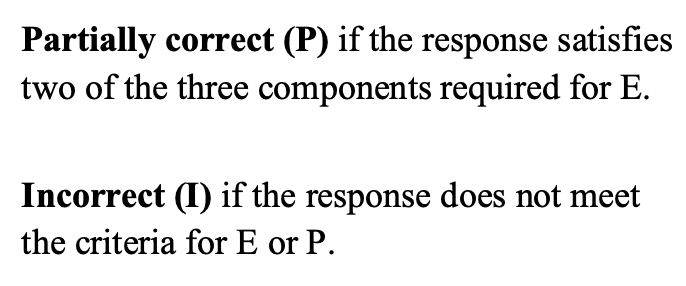 Partially correct (P) if the response satisfies
two of the three components required for E.
Incorrect (I) if the response does not meet
the criteria for E or P.